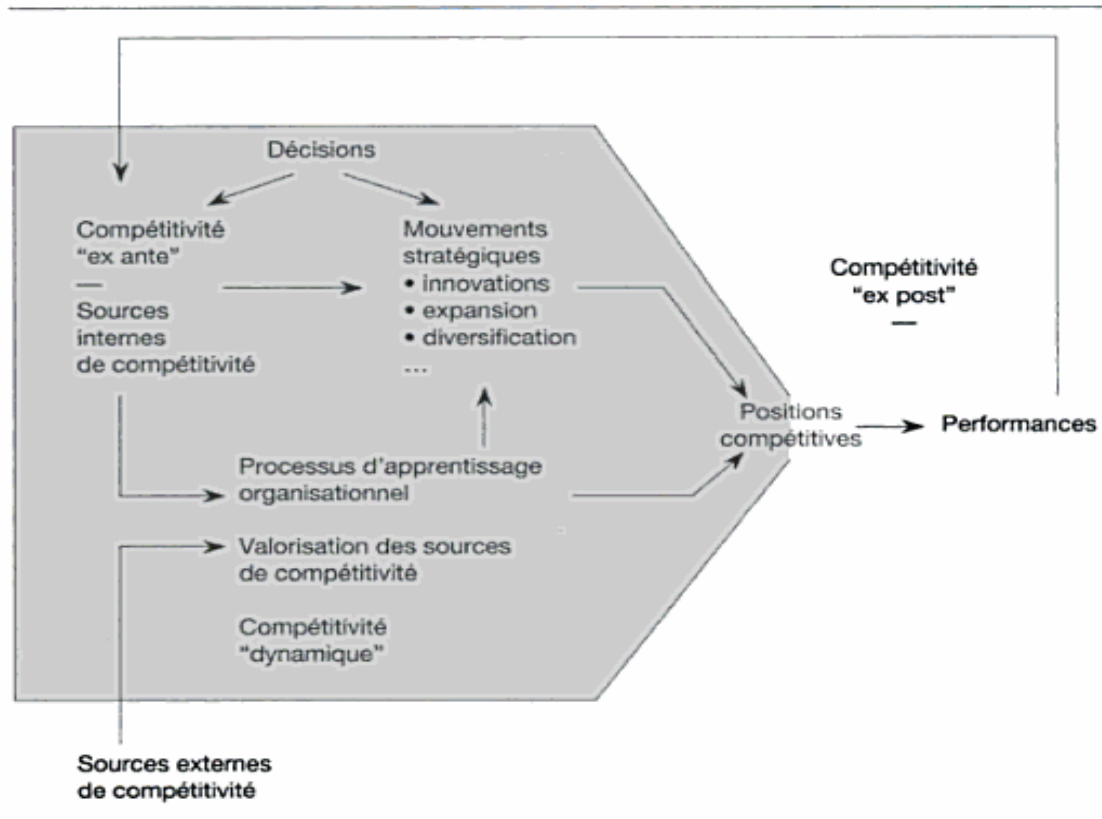 Décisions
Compétitivité
"ex ante"
—
Sources
internes
de compétitivité
Mouvements
stratégiques
• innovations
• expansion
• diversification
...
Compétitivité
"ex post"
—
Positions
compétitives
Performances
Processus d'apprentissage
organisationnel
Valorisation des sources
de compétitivité
Compétitivité
"dynamique"
Sources externes
de compétitivité